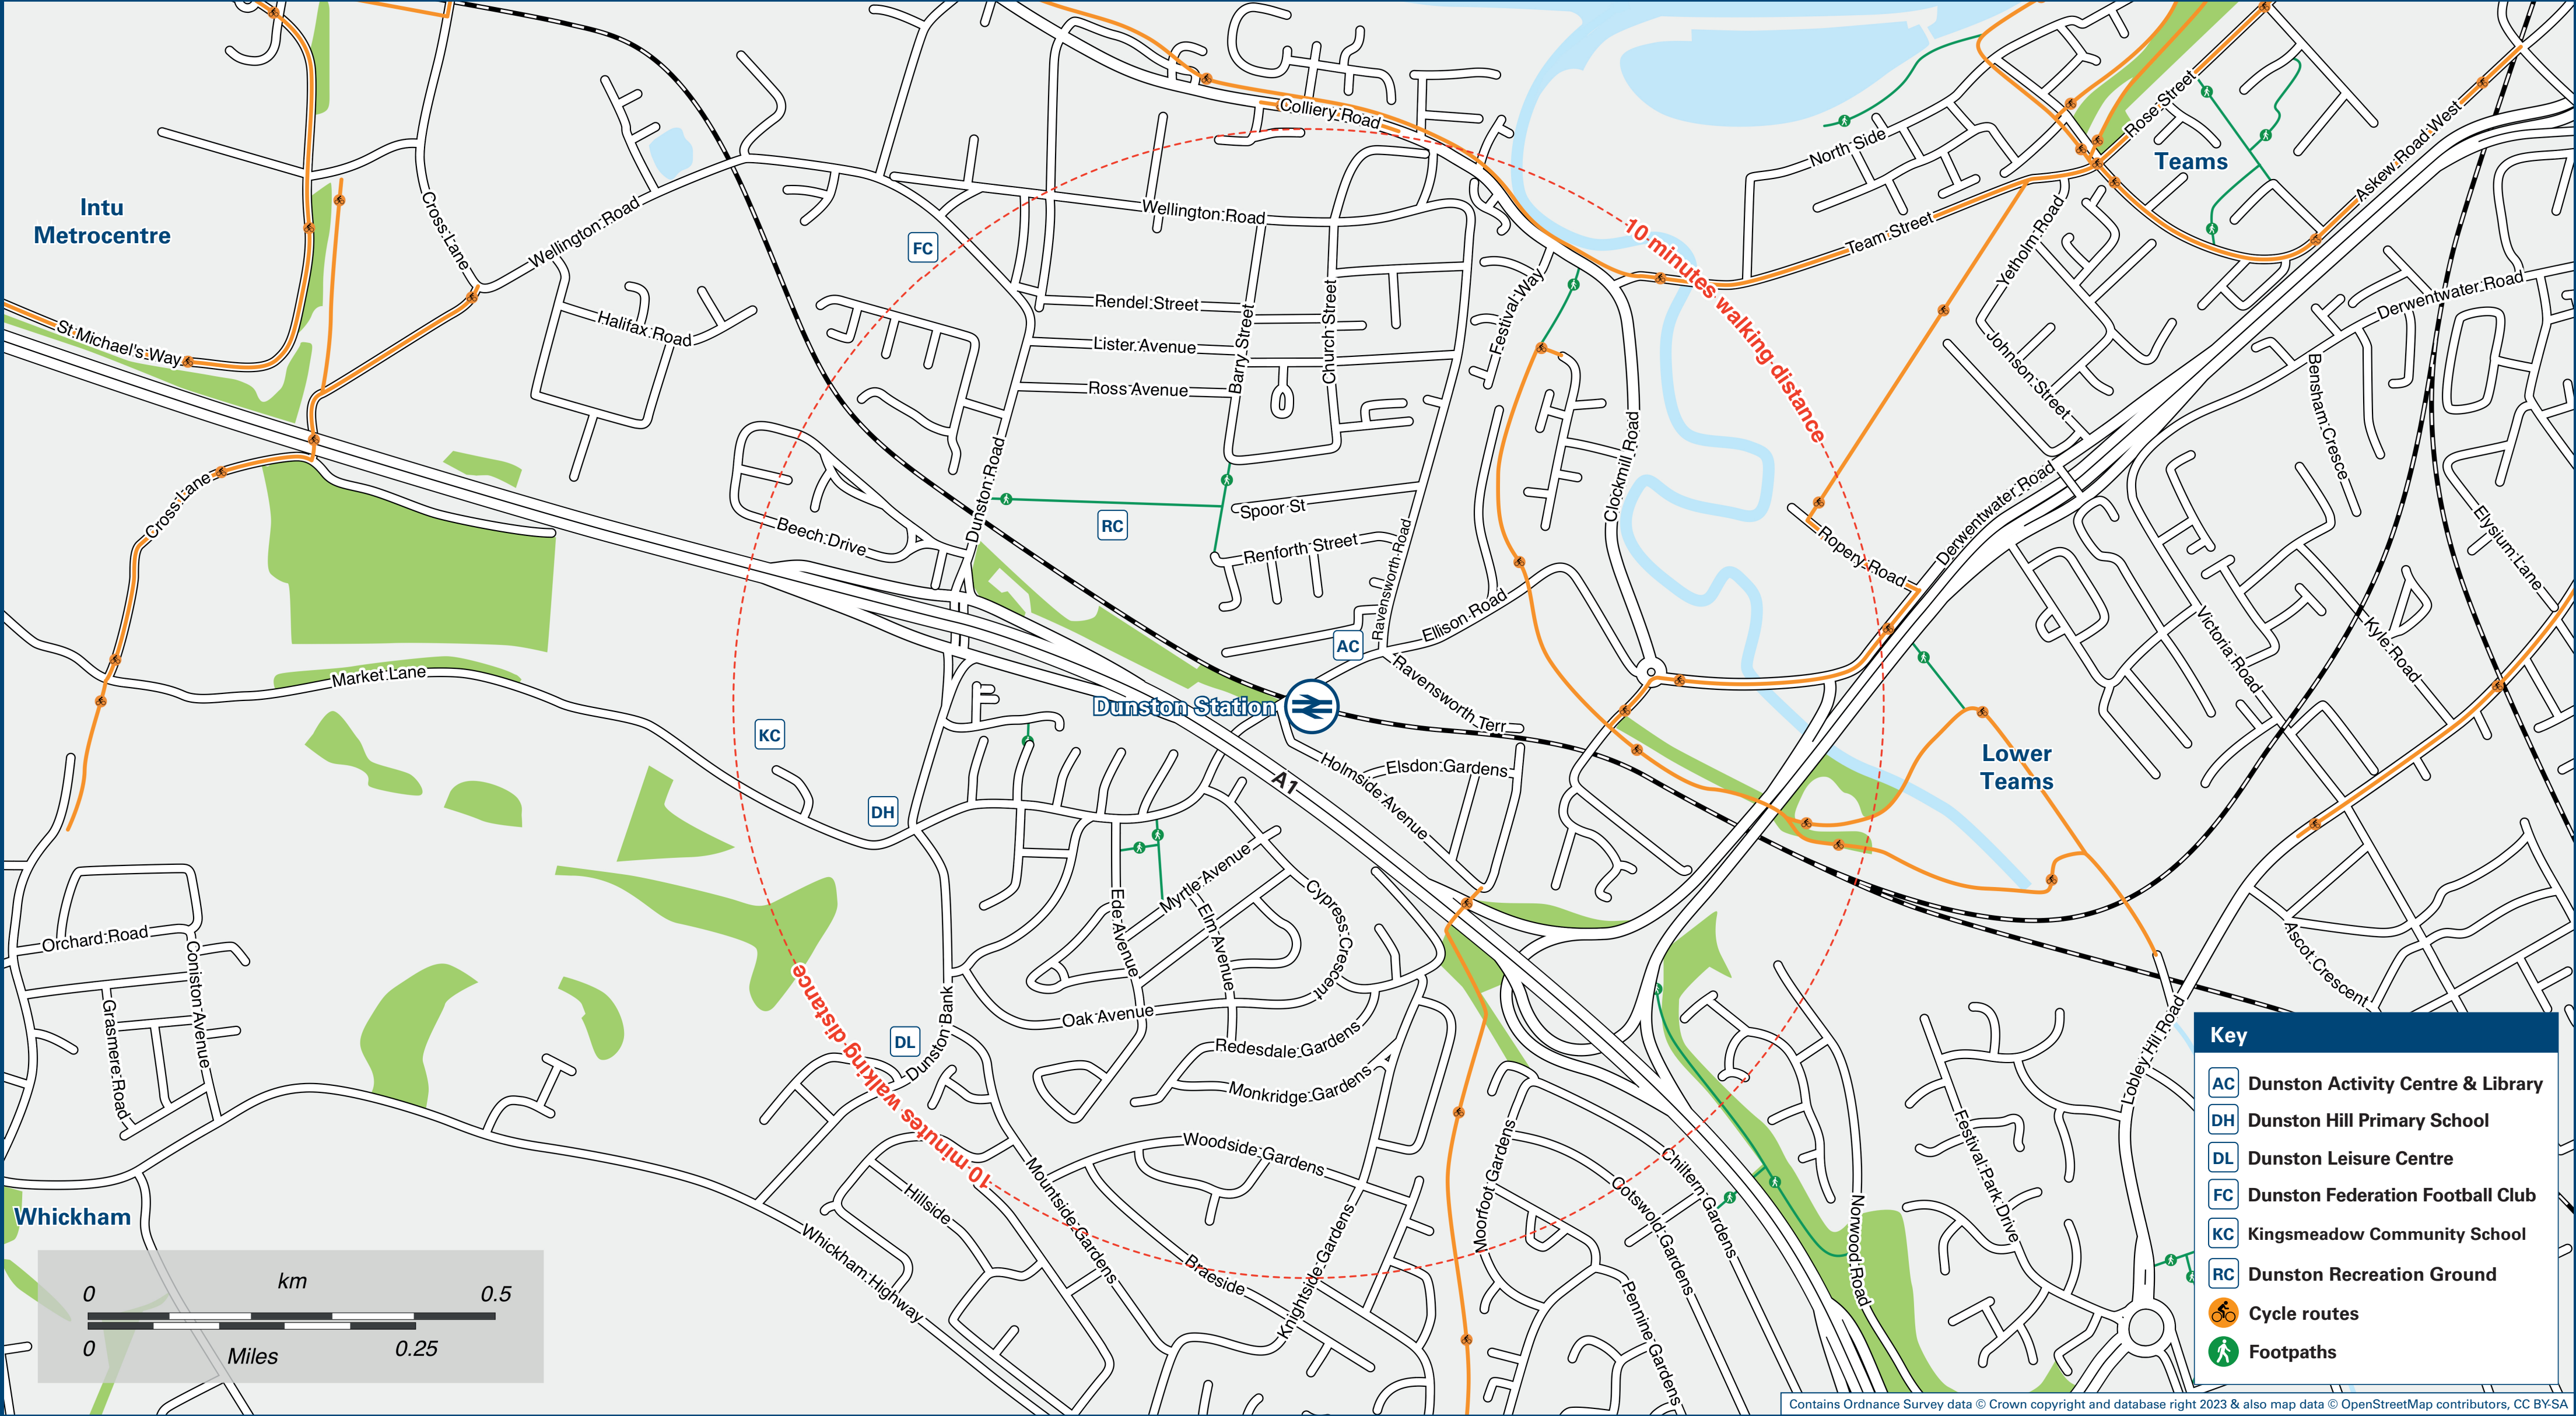 Colliery Road
North Side
Rose Street
Teams
Askew Road West
Intu
Metrocentre
Cross Lane
Wellington Road
Wellington Road
FC
10 minutes walking distance
Team Street
Yetholm Road
Derwentwater Road
St Michael's Way
Halifax Road
Rendel Street
Lister Avenue
Ross Avenue
Barry Street
Church Street
Festival Way
Johnson Street
Bensham Cresce
Cross Lane
Beech Drive
Dunston Road
RC
Spoor St
Renforth Street
Ravensworth Road
Clockmill Road
Ropery Road
Derwentwater Road
Elysium Lane
Victoria Road
Kyle Road
AC
Ellison Road
Market Lane
Dunston Station
Ravensworth Terr
KC
DH
A1
Holmside Avenue
Elsdon Gardens
Lower
Teams
Orchard Road
Coniston Avenue
Grasmere Road
Ede Avenue
Myrtle Avenue
Elm Avenue
Cypress Crescent
Oak Avenue
Ascot Crescent
DL
Dunston Bank
10 minutes walking distance
Redesdale Gardens
Monkridge Gardens
Woodside Gardens
Lobley Hill Road
Whickham
Hillside
Whickham Highway
Mountside Gardens
Braeside
Knightside Gardens
Moorfoot Gardens
Cotswold Gardens
Chiltern Gardens
Pennine Gardens
Norwood Road
Festival Park Drive
0 km 0.5
0 Miles 0.25
Key
AC Dunston Activity Centre & Library
DH Dunston Hill Primary School
DL Dunston Leisure Centre
FC Dunston Federation Football Club
KC Kingsmeadow Community School
RC Dunston Recreation Ground
Cycle routes
Footpaths
Contains Ordnance Survey data © Crown copyright and database right 2023 & also map data © OpenStreetMap contributors, CC BY-SA